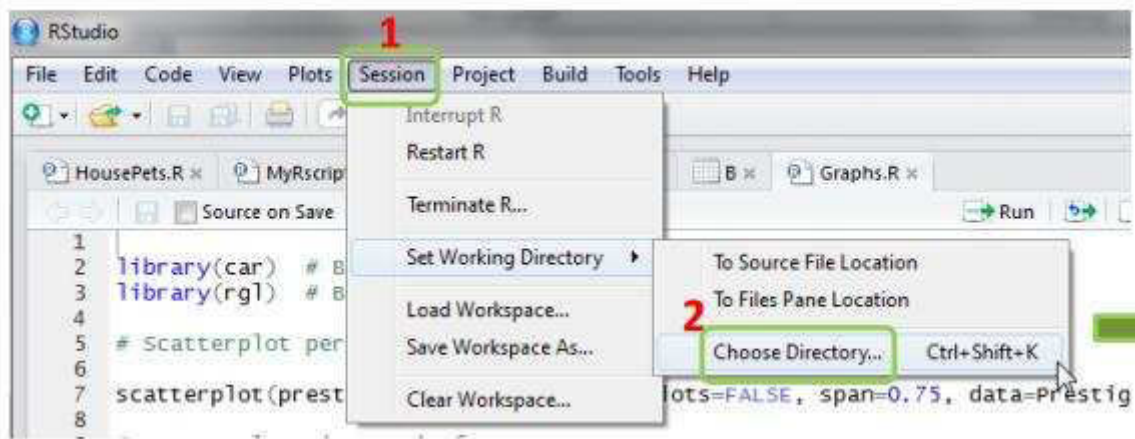 RStudio
1
File Edit Code View Plots Session Project Build Tools Help
Interrupt R
Restart R
Terminate R...
Set Working Directory
Load Workspace...
Save Workspace As...
Clear Workspace...
HousePets.R MyRscrip B Graphs.R
Source on Save Run
To Source File Location
To Files Pane Location
2
Choose Directory... Ctrl+Shift+K
1
2 library(car) # B
3 library(rgl) # B
4
5 # Scatterplot per
6
7 scatterplot(prest lots=FALSE, span=0.75, data=Prestig
8